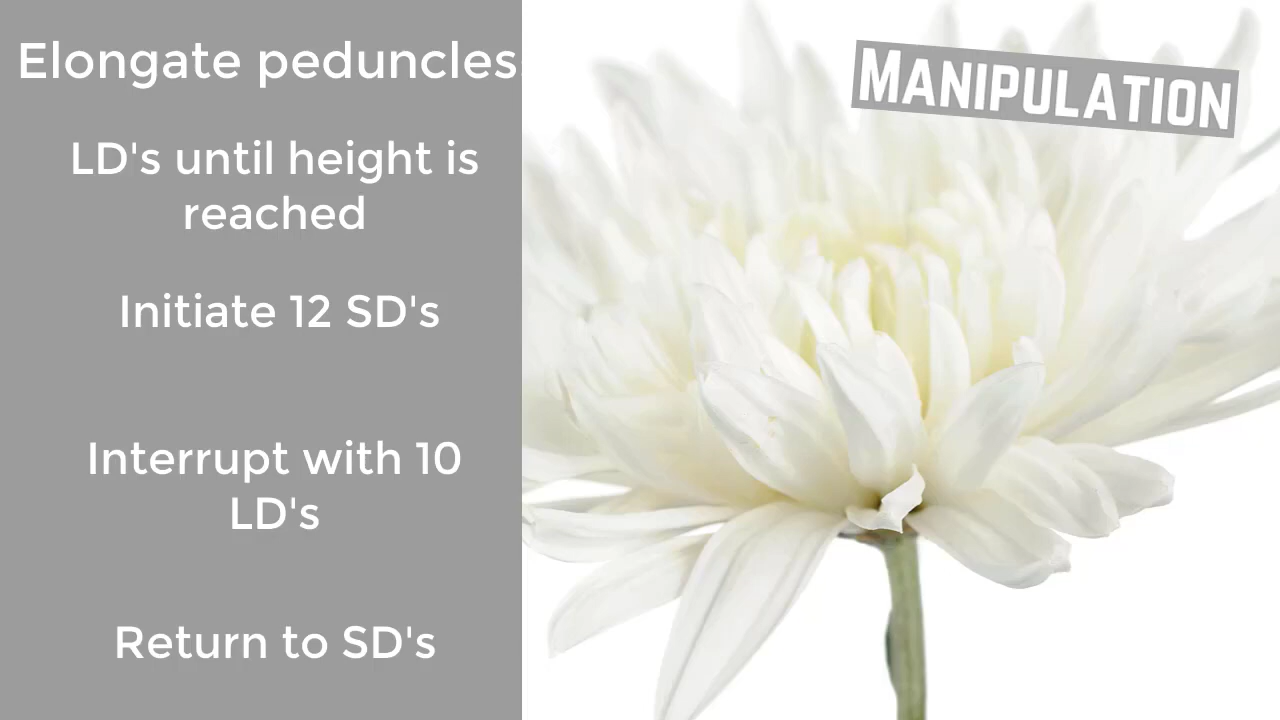 Elongate peduncles
LD's until height is
reached
Initiate 12 SD's
Interrupt with 10
LD's
Return to SD's
MANIPULATION